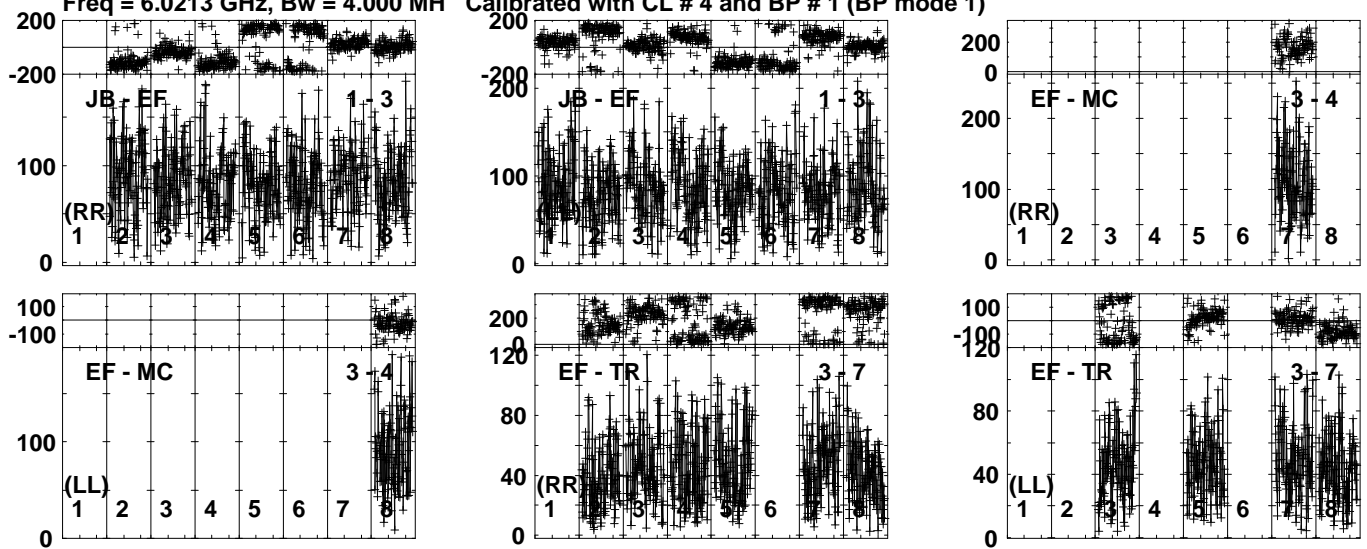 Freq = 6.0213 GHz, Bw = 4.000 MH Calibrated with CL # 4 and BP # 1 (BP mode 1)
200
-200
JB - EF 1 - 3
100
(RR)
1 2 3 4 5 6 7 8
0
200
-200
200
JB - EF 1 - 3
100
1 2 3 4 5 6 7 8
0
200
0
EF - MC 3 - 4
200
100
(RR)
1 2 3 4 5 6 7 8
0
100
-100
EF - MC 3 - 4
100
(LL)
1 2 3 4 5 6 7 8
0
200
0
120
EF - TR 3 - 7
80
40
(RR)
1 2 3 4 5 6 7 8
0
100
-100
120
EF - TR 3 - 7
80
40
(LL)
1 2 3 4 5 6 7 8
0